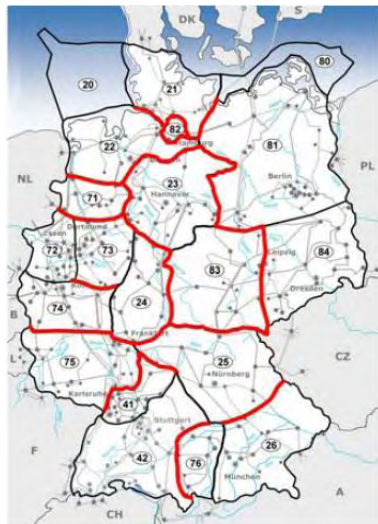 DK
S
20
21
80
82
Hamburg
22
81
Berlin
PL
NL
71
23
Hannover
Dortmund
Essen
72
73
83
Leipzig
84
Dresden
74
24
B
Frankfurt
L
75
25
CZ
Nürnberg
Karlsruhe
41
Stuttgart
F
42
76
26
München
CH
A